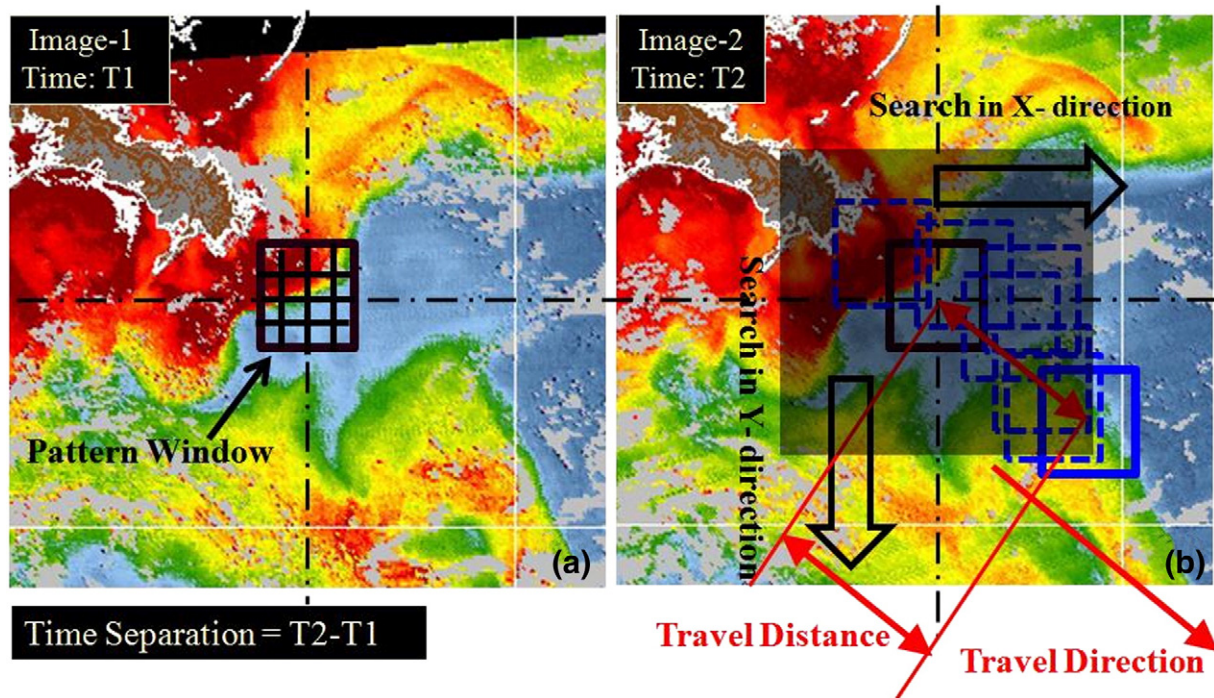 Image-1
Time: T1
Pattern Window
(a)
Time Separation = T2-T1
Image-2
Time: T2
Search in X- direction
Search in Y-direction
(b)
Travel Distance
Travel Direction